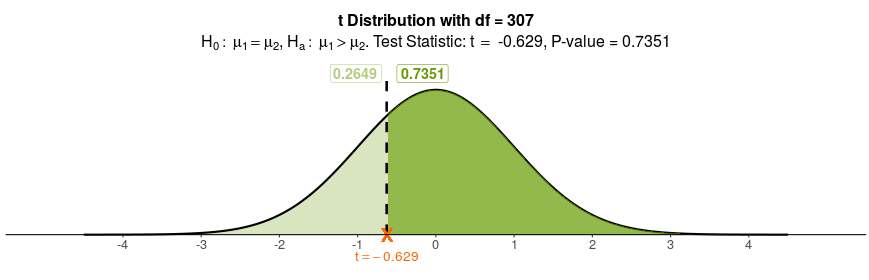 t Distribution with df = 307
H₀: μ₁ = μ₂, Hₐ: μ₁ > μ₂. Test Statistic: t = -0.629, P-value = 0.7351
0.2649 0.7351
-4 -3 -2 -1 0 1 2 3 4
t = − 0.629